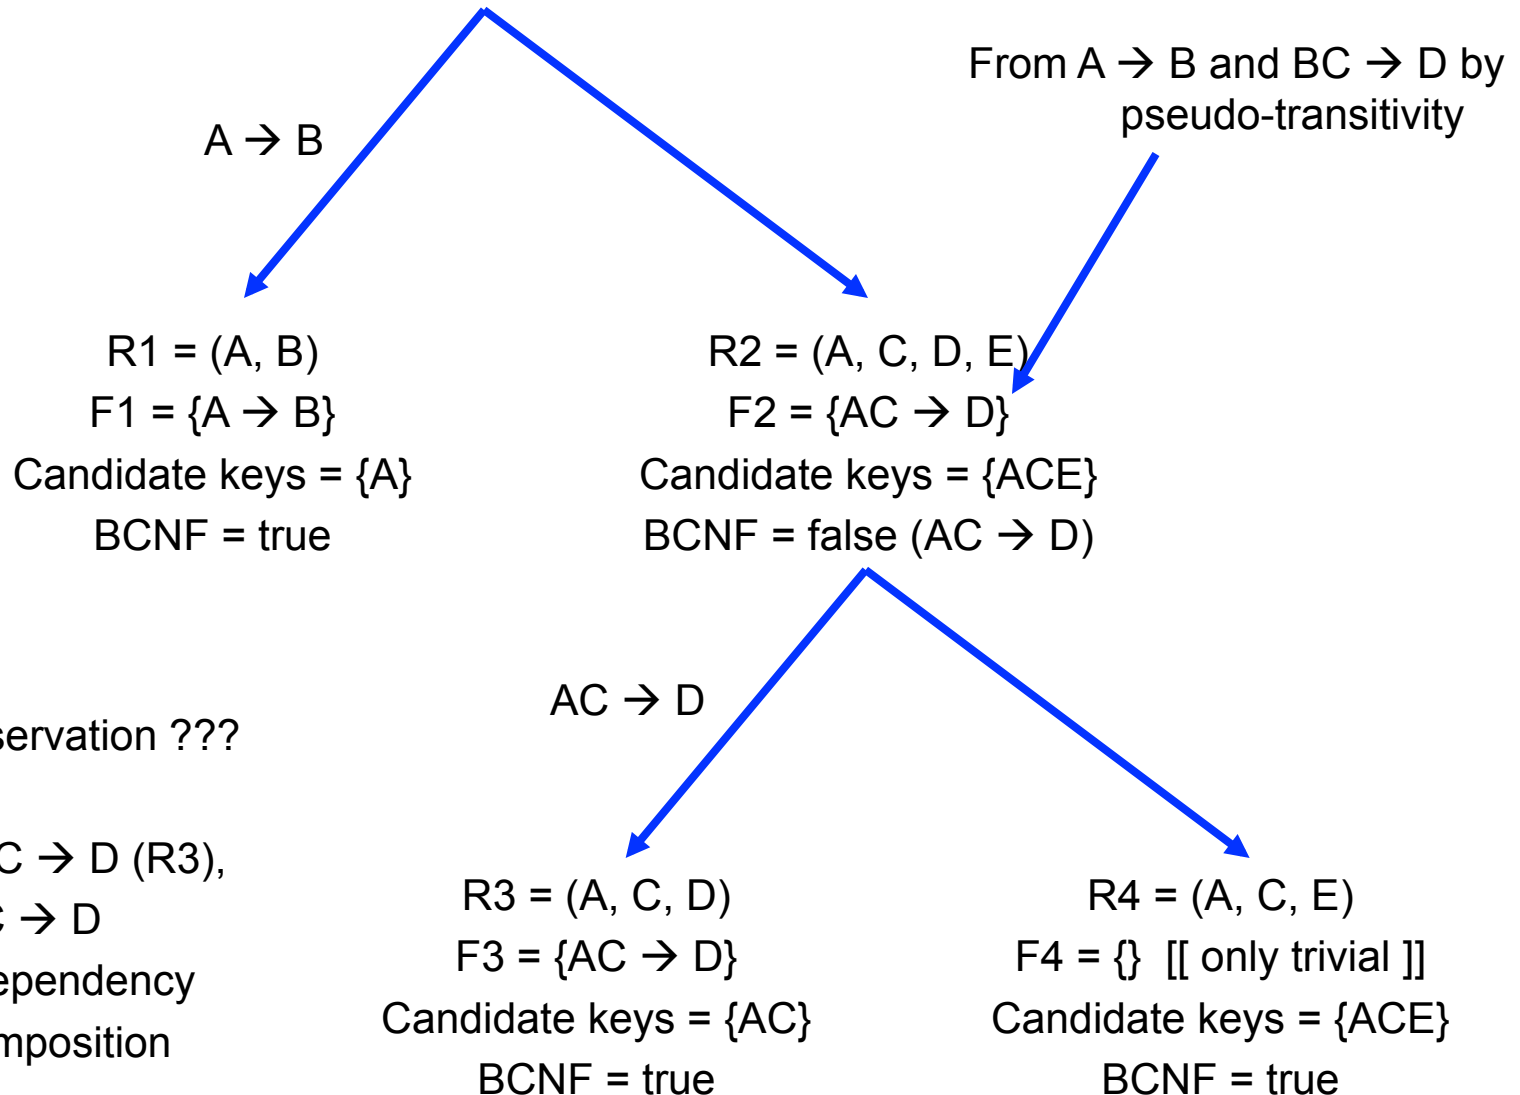 From A → B and BC → D by
pseudo-transitivity
A → B
R1 = (A, B)
F1 = {A → B}
Candidate keys = {A}
BCNF = true
R2 = (A, C, D, E)
F2 = {AC → D}
Candidate keys = {ACE}
BCNF = false (AC → D)
AC → D
servation ???
C → D (R3),
C → D
ependency
mposition
R3 = (A, C, D)
F3 = {AC → D}
Candidate keys = {AC}
BCNF = true
R4 = (A, C, E)
F4 = {} [[ only trivial ]]
Candidate keys = {ACE}
BCNF = true